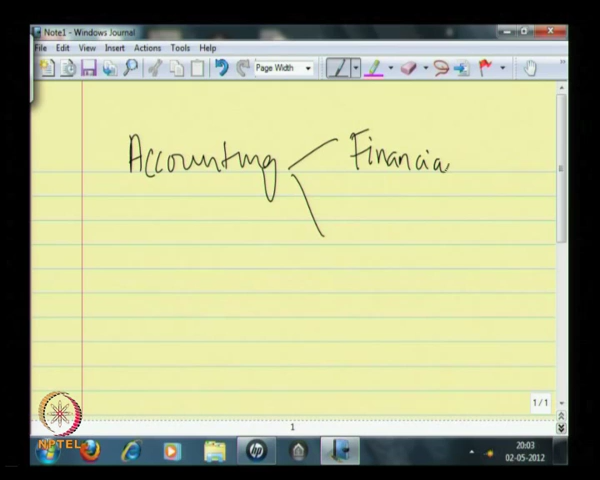 Note1 - Windows Journal
File Edit View Insert Actions Tools Help
Page Width
Accounting Financia
1/1
1
NPTEL
20:03
02-05-2012